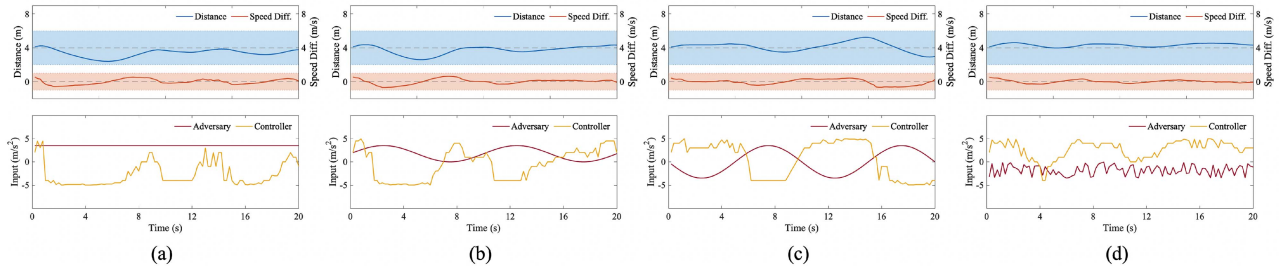 Distance Speed Diff.
Distance (m)
8
4
0
8
4
0
Speed Diff. (m/s)
Adversary Controller
Input (m/s²)
5
0
-5
0 4 8 12 16 20
Time (s)
(a)
Distance Speed Diff.
Distance (m)
8
4
0
8
4
0
Speed Diff. (m/s)
Adversary Controller
Input (m/s²)
5
0
-5
0 4 8 12 16 20
Time (s)
(b)
Distance Speed Diff.
Distance (m)
8
4
0
8
4
0
Speed Diff. (m/s)
Adversary Controller
Input (m/s²)
5
0
-5
0 4 8 12 16 20
Time (s)
(c)
Distance Speed Diff.
Distance (m)
8
4
0
8
4
0
Speed Diff. (m/s)
Adversary Controller
Input (m/s²)
5
0
-5
0 4 8 12 16 20
Time (s)
(d)